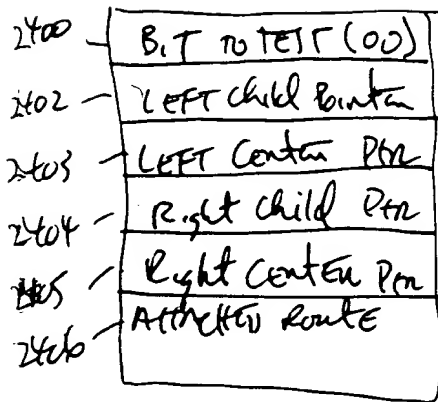 2400 BIT TO TEST (00)
2402 LEFT Child Pointer
2403 LEFT Center Ptr
2404 Right Child Ptr
2405 Right CENTER Ptr
2406 ATTACHED ROUTE